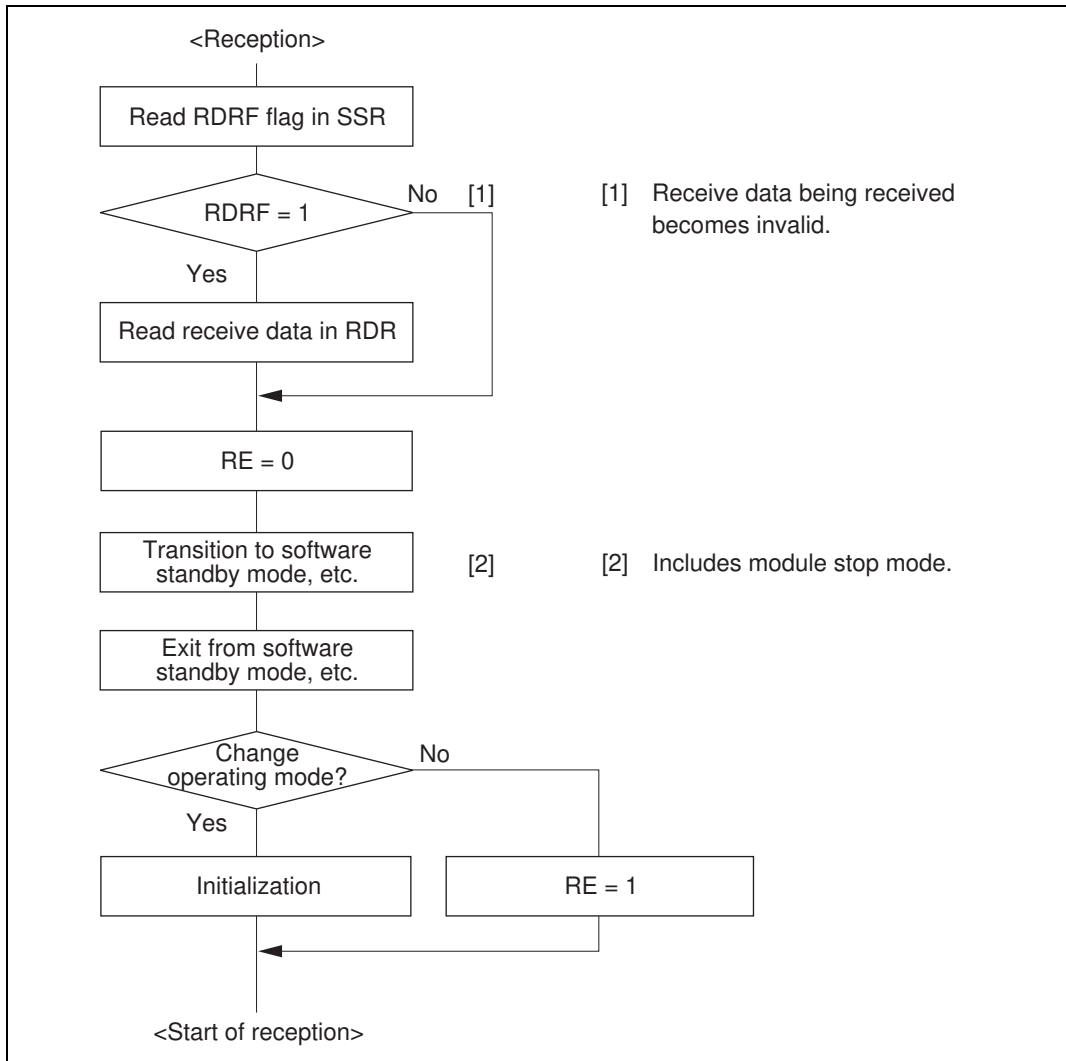 <Reception>
Read RDRF flag in SSR
RDRF = 1
No [1]
[1] Receive data being received
becomes invalid.
Yes
Read receive data in RDR
RE = 0
Transition to software
standby mode, etc.
[2]
[2] Includes module stop mode.
Exit from software
standby mode, etc.
Change
operating mode?
No
Yes
Initialization
RE = 1
<Start of reception>